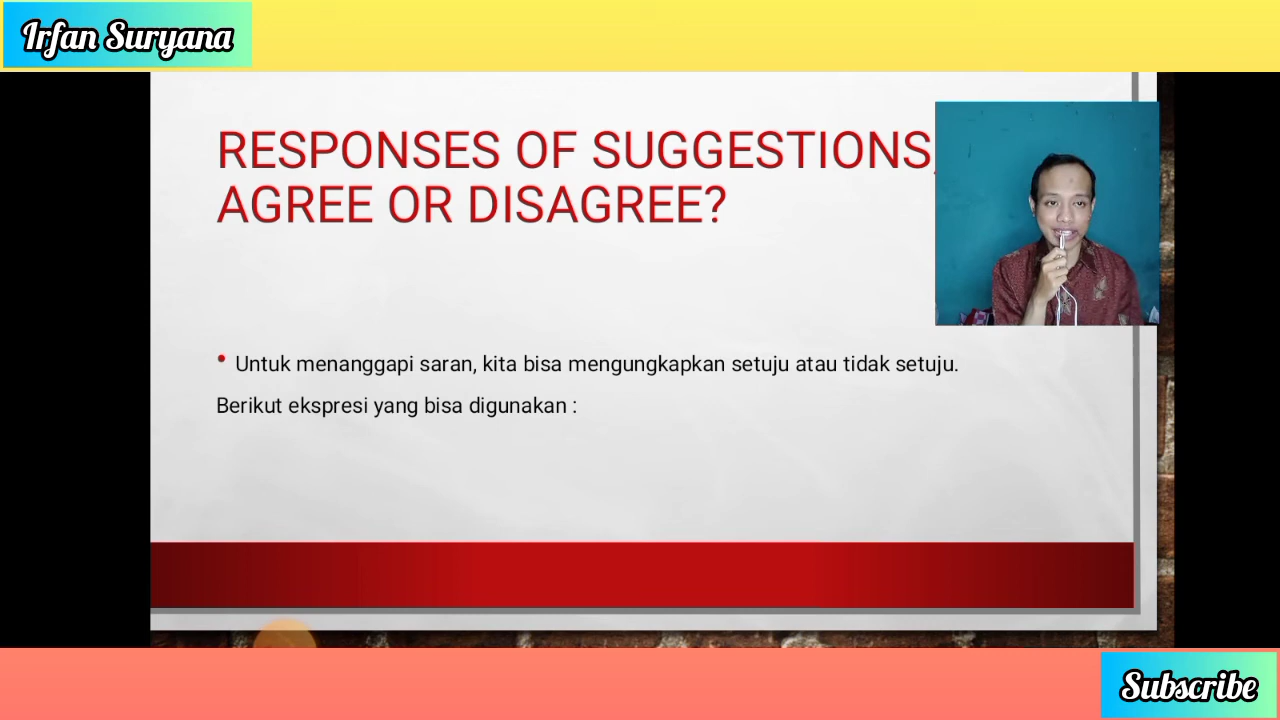 Irfan Suryana
RESPONSES OF SUGGESTIONS,
AGREE OR DISAGREE?
• Untuk menanggapi saran, kita bisa mengungkapkan setuju atau tidak setuju.
Berikut ekspresi yang bisa digunakan :
Subscribe